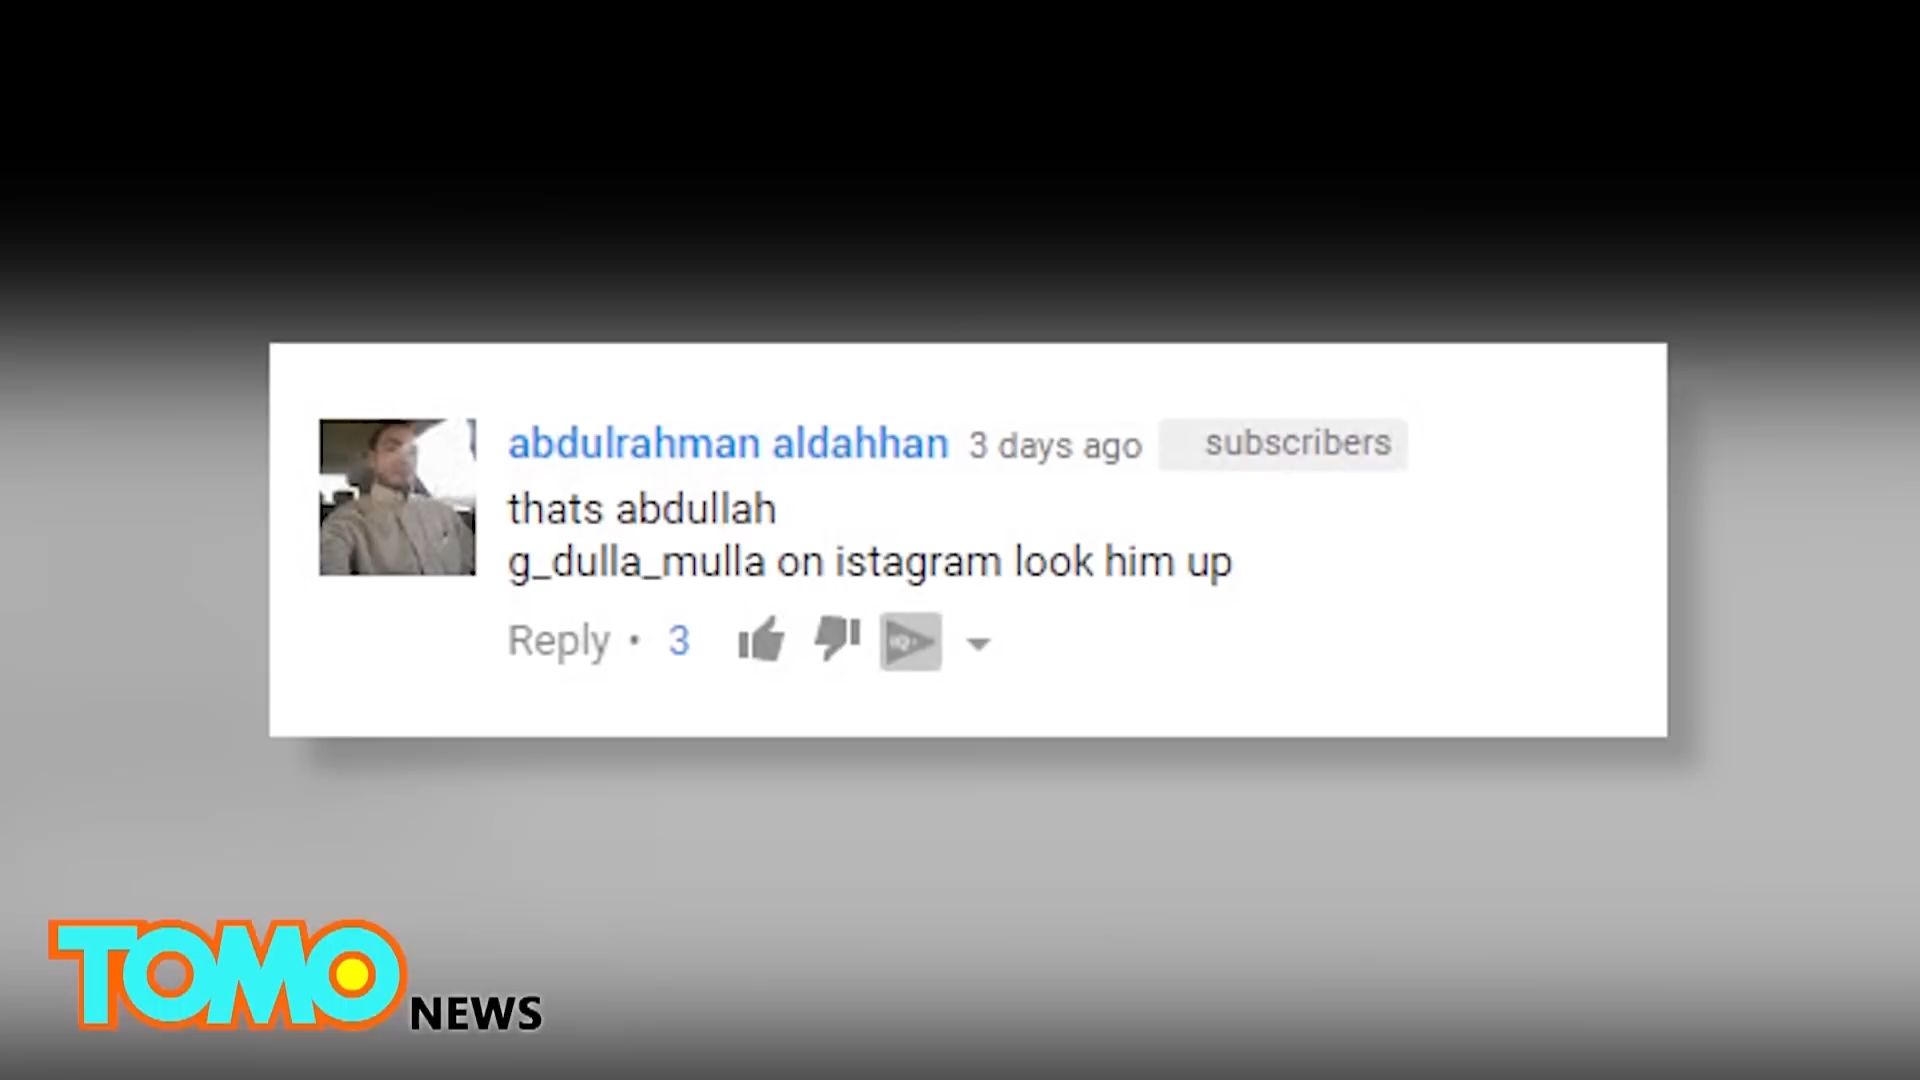 abdulrahman aldahhan 3 days ago subscribers
thats abdullah
g_dulla_mulla on istagram look him up
Reply • 3
TOMO NEWS